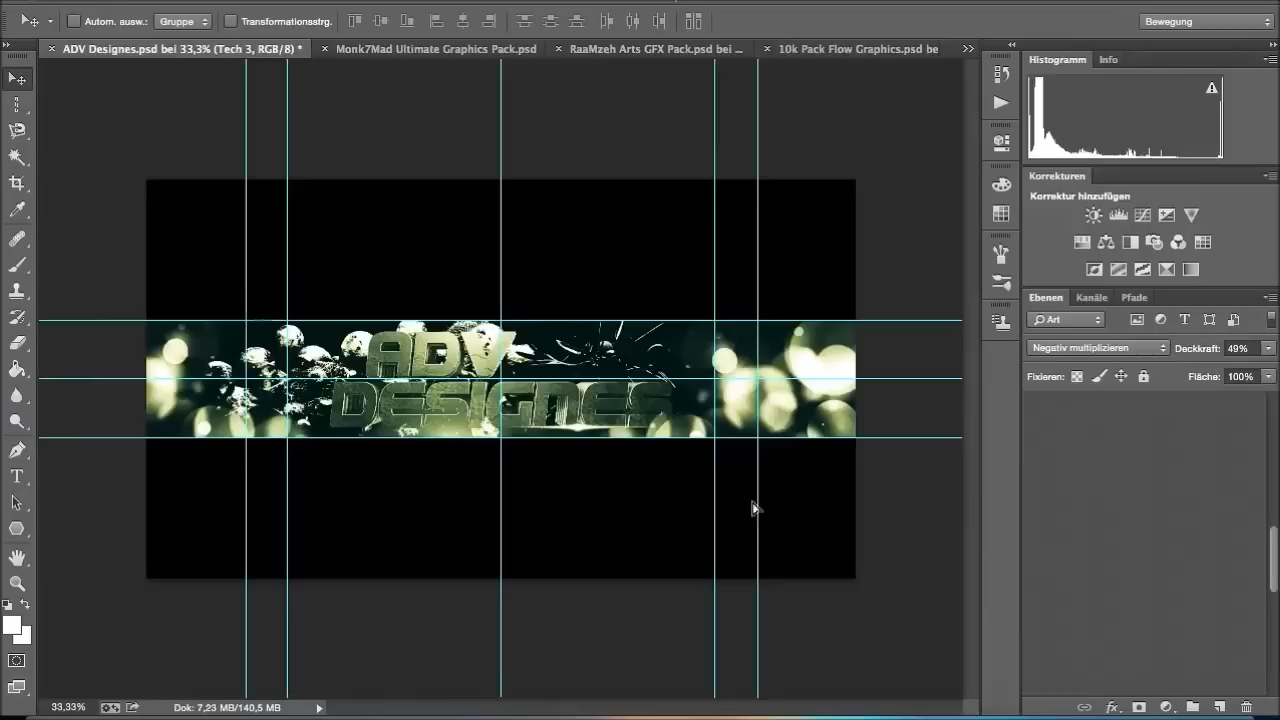 Autom. ausw.: Gruppe Transformationsstrg. Bewegung
ADV Designes.psd bei 33,3% (Tech 3, RGB/8) * Monk7Mad Ultimate Graphics Pack.psd RaaMzeh Arts GFX Pack.psd bei ... 10k Pack Flow Graphics.psd be
Histogramm Info
Korrekturen
Korrektur hinzufügen
Ebenen Kanäle Pfade
Art
Negativ multiplizieren Deckkraft: 49%
Fixieren: Fläche: 100%
ADV
DESIGNES
33,33% Dok: 7,23 MB/140,5 MB